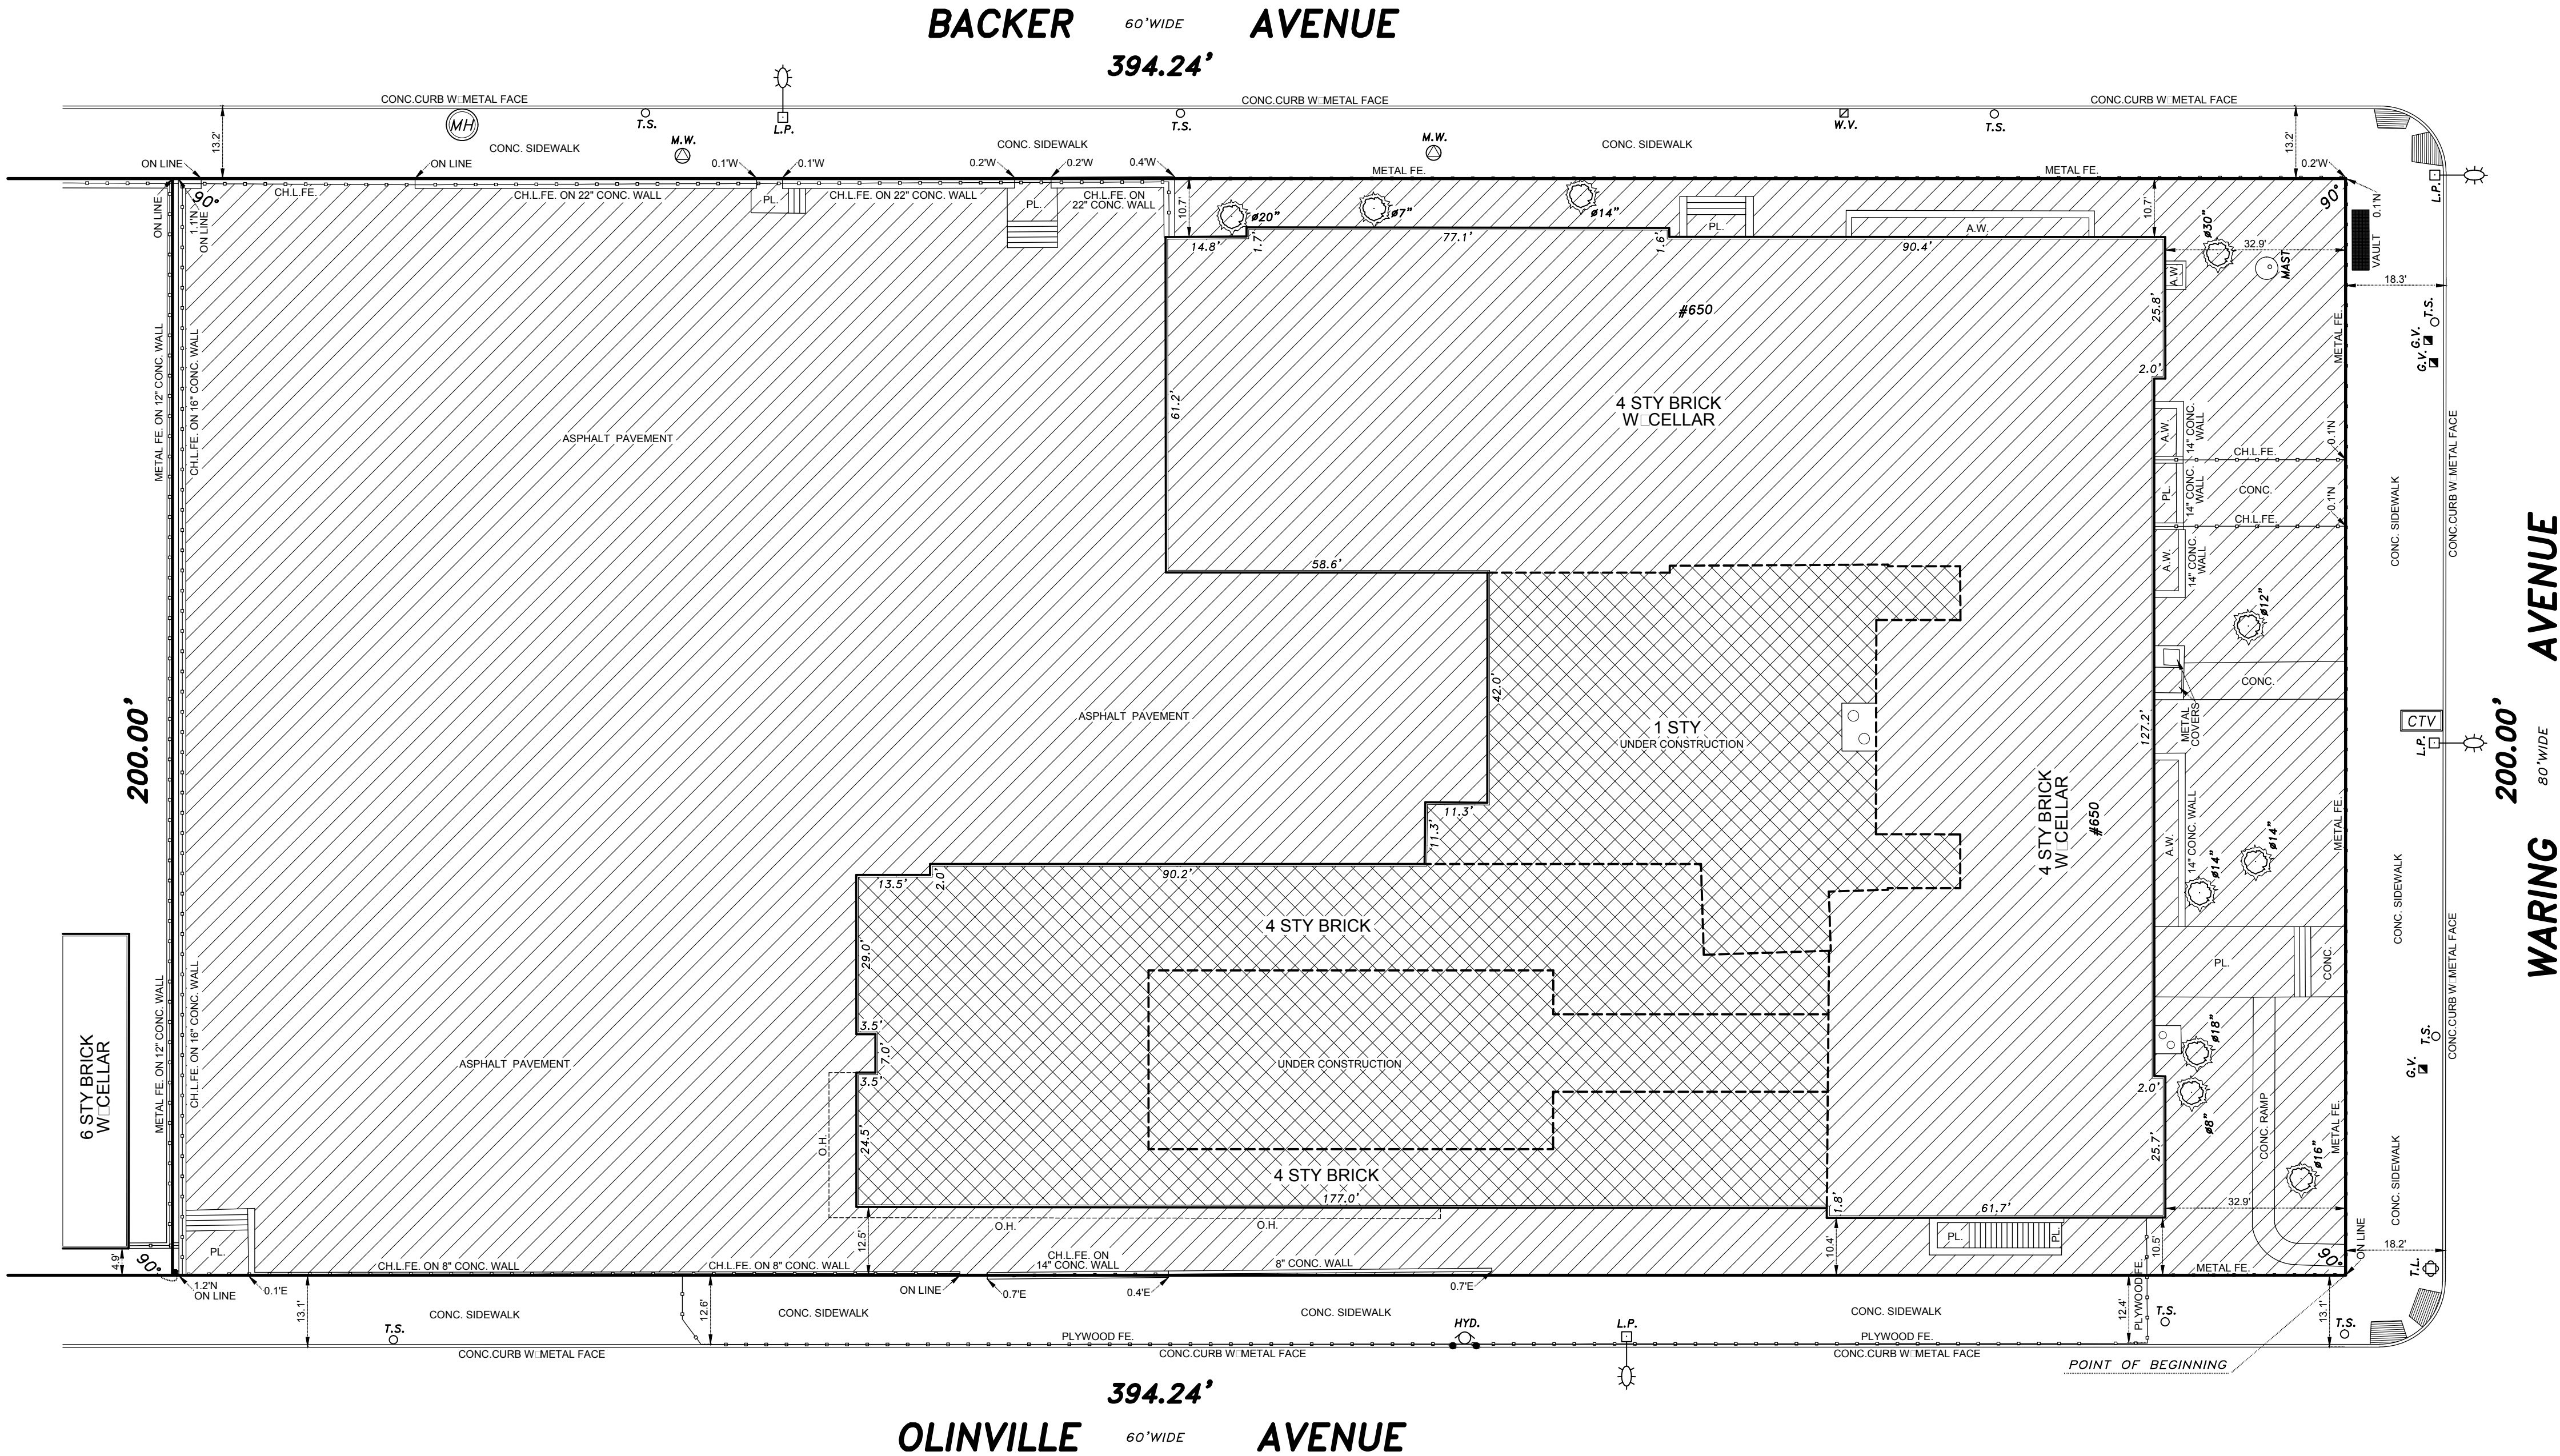 BACKER 60'WIDE AVENUE
394.24'
CONC.CURB W□METAL FACE
CONC.CURB W□METAL FACE
CONC.CURB W□METAL FACE
13.2'
MH
T.S.
L.P.
T.S.
W.V.
T.S.
13.2'
M.W.
M.W.
CONC. SIDEWALK
CONC. SIDEWALK
CONC. SIDEWALK
ON LINE
ON LINE
0.1'W
0.1'W
0.2'W
0.2'W
0.4'W
METAL FE.
METAL FE.
0.2'W
L.P.
ON LINE
90°
1.1'N
ON LINE
CH.L.FE.
CH.L.FE. ON 22" CONC. WALL
PL.
CH.L.FE. ON 22" CONC. WALL
PL.
CH.L.FE. ON
22" CONC. WALL
10.7'
ø20"
ø7"
ø14"
PL.
A.W.
10.7'
ø30"
90°
0.1'N
VAULT
14.8'
1.7'
77.1'
1.6'
90.4'
32.9'
MAST
A.W.
18.3'
#650
25.8'
T.S.
G.V.
G.V.
2.0'
METAL FE.
METAL FE. ON 12" CONC. WALL
CH.L.FE. ON 16" CONC. WALL
61.2'
4 STY BRICK
W□CELLAR
ASPHALT PAVEMENT
A.W.
14" CONC.
WALL
0.1'N
CH.L.FE.
PL.
14" CONC.
WALL
CONC.
0.1'N
CH.L.FE.
A.W.
14" CONC.
WALL
CONC. SIDEWALK
CONC.CURB W□METAL FACE
58.6'
ø12"
CONC.
42.0'
1 STY
UNDER CONSTRUCTION
ASPHALT PAVEMENT
127.2'
METAL
COVERS
CTV
L.P.
200.00'
200.00'
80'WIDE
WARING AVENUE
11.3'
11.3'
4 STY BRICK
W□CELLAR
#650
A.W.
14" CONC. WALL
ø14"
ø14"
METAL FE.
13.5'
2.0'
90.2'
4 STY BRICK
29.0'
CONC. SIDEWALK
CONC.CURB W□METAL FACE
PL.
CONC.
3.5'
7.0'
3.5'
6 STY BRICK
W□CELLAR
METAL FE. ON 12" CONC. WALL
CH.L.FE. ON 16" CONC. WALL
ASPHALT PAVEMENT
UNDER CONSTRUCTION
ø18"
T.S.
G.V.
2.0'
ø8"
O.H.
24.5'
25.7'
CONC. RAMP
METAL FE.
ø16"
CONC. SIDEWALK
4 STY BRICK
177.0'
1.8'
61.7'
32.9'
O.H.
O.H.
PL.
PL.
12.5'
10.4'
10.5'
18.2'
ON LINE
90°
4.9'
90°
PL.
CH.L.FE. ON 8" CONC. WALL
CH.L.FE. ON 8" CONC. WALL
CH.L.FE. ON
14" CONC. WALL
8" CONC. WALL
METAL FE.
T.L.
1.2'N
ON LINE
0.1'E
ON LINE
0.7'E
0.4'E
0.7'E
13.1'
CONC. SIDEWALK
12.6'
CONC. SIDEWALK
CONC. SIDEWALK
CONC. SIDEWALK
12.4'
PLYWOOD FE.
T.S.
13.1'
T.S.
T.S.
PLYWOOD FE.
HYD.
L.P.
PLYWOOD FE.
CONC.CURB W□METAL FACE
CONC.CURB W□METAL FACE
CONC.CURB W□METAL FACE
POINT OF BEGINNING
394.24'
OLINVILLE 60'WIDE AVENUE